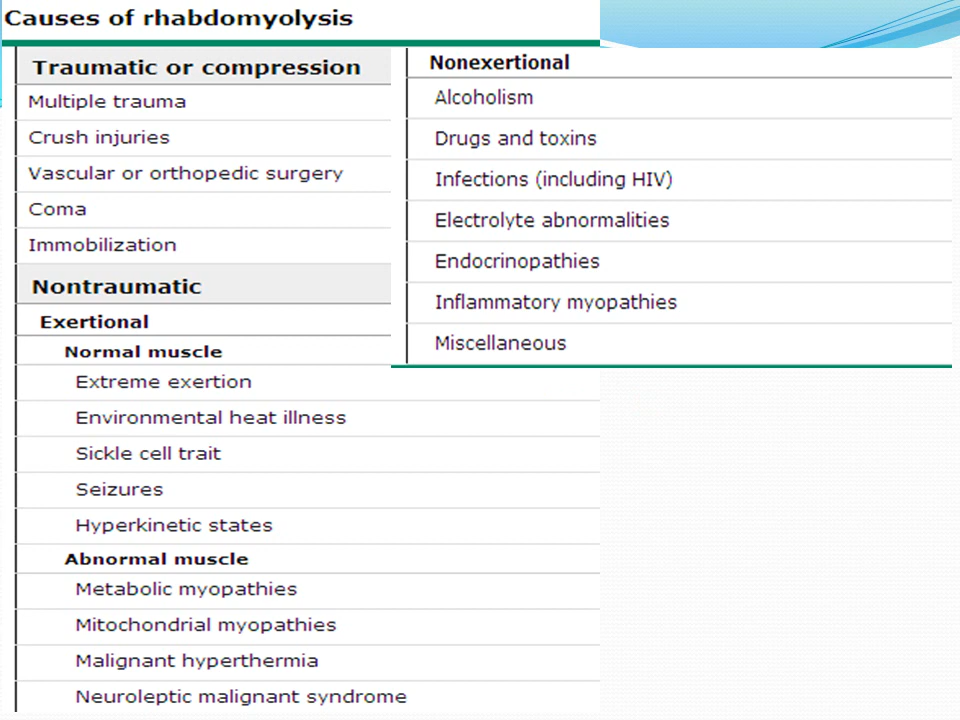 Causes of rhabdomyolysis
Traumatic or compression
Multiple trauma
Crush injuries
Vascular or orthopedic surgery
Coma
Immobilization
Nontraumatic
Exertional
Normal muscle
Extreme exertion
Environmental heat illness
Sickle cell trait
Seizures
Hyperkinetic states
Abnormal muscle
Metabolic myopathies
Mitochondrial myopathies
Malignant hyperthermia
Neuroleptic malignant syndrome
Nonexertional
Alcoholism
Drugs and toxins
Infections (including HIV)
Electrolyte abnormalities
Endocrinopathies
Inflammatory myopathies
Miscellaneous